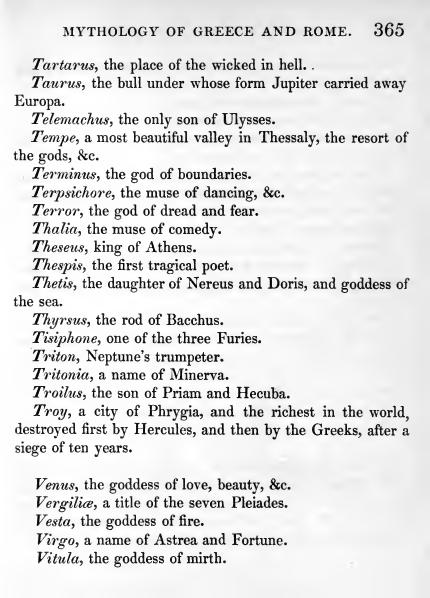 MYTHOLOGY OF GREECE AND ROME. 365
Tartarus, the place of the wicked in hell. .
Taurus, the bull under whose form Jupiter carried away
Europa.
Telemachus, the only son of Ulysses.
Tempe, a most beautiful valley in Thessaly, the resort of
the gods, &c.
Terminus, the god of boundaries.
Terpsichore, the muse of dancing, &c.
Terror, the god of dread and fear.
Thalia, the muse of comedy.
Theseus, king of Athens.
Thespis, the first tragical poet.
Thetis, the daughter of Nereus and Doris, and goddess of
the sea.
Thyrsus, the rod of Bacchus.
Tisiphone, one of the three Furies.
Triton, Neptune's trumpeter.
Tritonia, a name of Minerva.
Troilus, the son of Priam and Hecuba.
Troy, a city of Phrygia, and the richest in the world,
destroyed first by Hercules, and then by the Greeks, after a
siege of ten years.
Venus, the goddess of love, beauty, &c.
Vergiliæ, a title of the seven Pleiades.
Vesta, the goddess of fire.
Virgo, a name of Astrea and Fortune.
Vitula, the goddess of mirth.